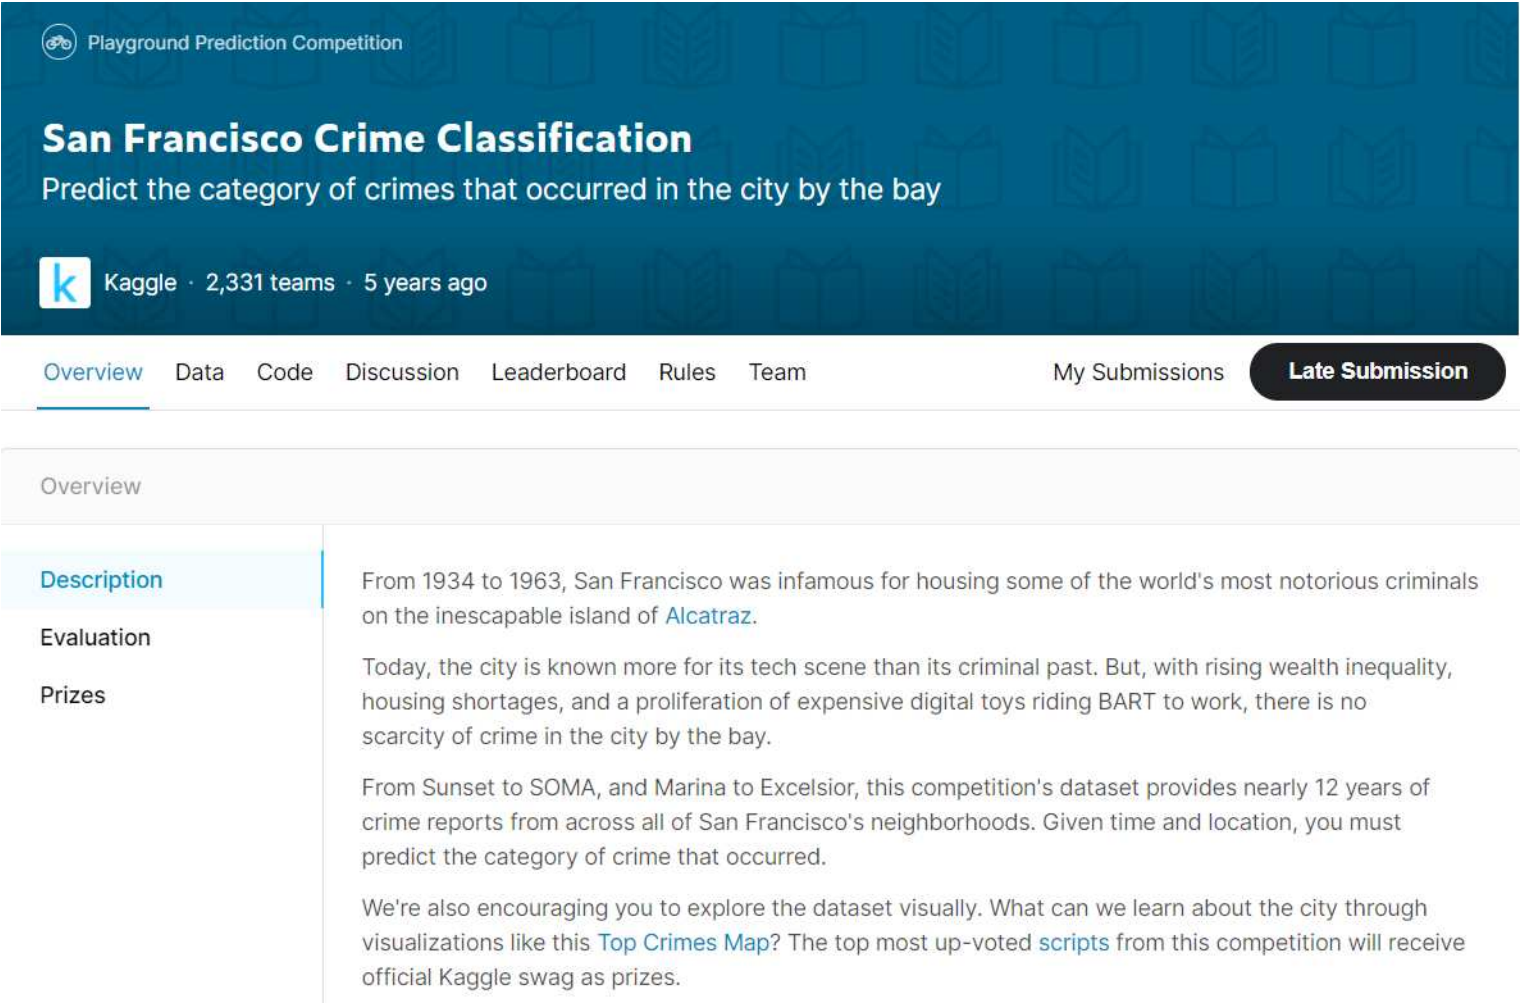 Playground Prediction Competition
San Francisco Crime Classification
Predict the category of crimes that occurred in the city by the bay
k
Kaggle · 2,331 teams · 5 years ago
Overview Data Code Discussion Leaderboard Rules Team My Submissions Late Submission
Overview
Description
Evaluation
Prizes
From 1934 to 1963, San Francisco was infamous for housing some of the world's most notorious criminals
on the inescapable island of Alcatraz.
Today, the city is known more for its tech scene than its criminal past. But, with rising wealth inequality,
housing shortages, and a proliferation of expensive digital toys riding BART to work, there is no
scarcity of crime in the city by the bay.
From Sunset to SOMA, and Marina to Excelsior, this competition's dataset provides nearly 12 years of
crime reports from across all of San Francisco's neighborhoods. Given time and location, you must
predict the category of crime that occurred.
We're also encouraging you to explore the dataset visually. What can we learn about the city through
visualizations like this Top Crimes Map? The top most up-voted scripts from this competition will receive
official Kaggle swag as prizes.